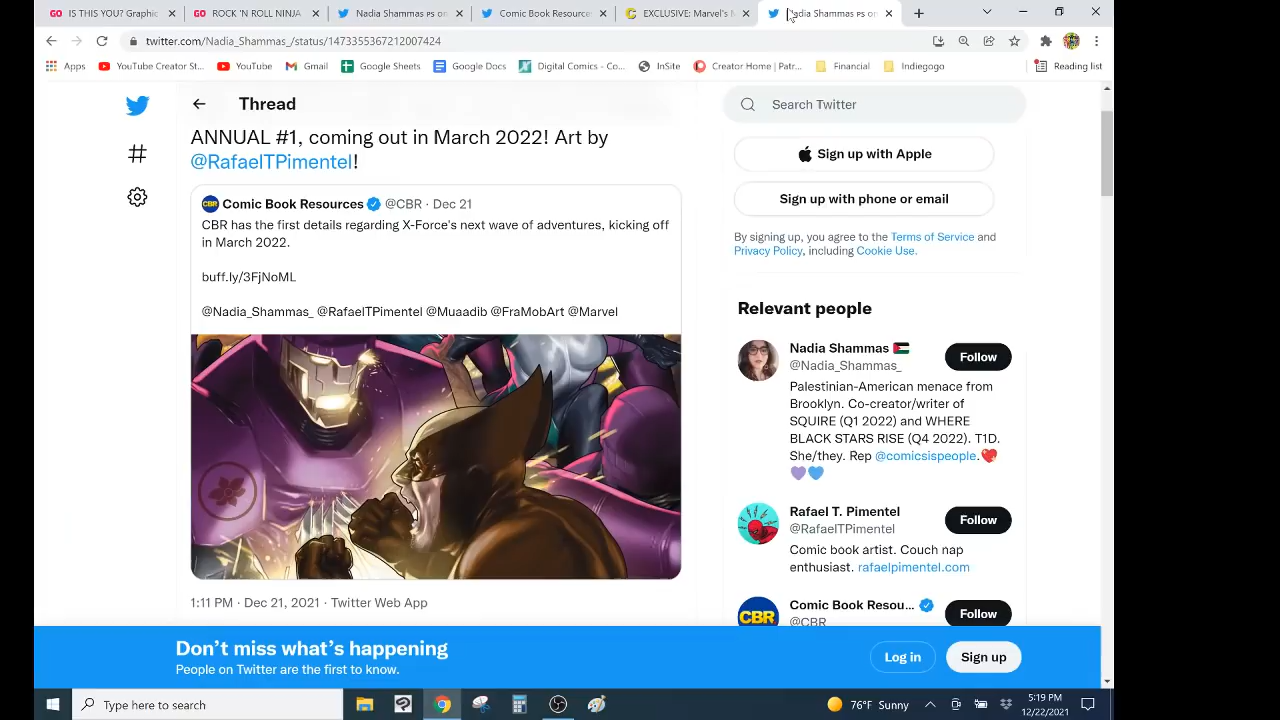 IS THIS YOU? Graphic
ROCK 'N ROLL NINJA
Nadia Shammas on
Comic Book Resource
EXCLUSIVE: Marvel's N
Nadia Shammas on
twitter.com/Nadia_Shammas_/status/1473355367212007424
Apps
YouTube Creator St...
YouTube
Gmail
Google Sheets
Google Docs
Digital Comics - Co...
InSite
Creator Home | Patr...
Financial
Indiegogo
Reading list
Thread
ANNUAL #1, coming out in March 2022! Art by
@RafaelTPimentel!
Comic Book Resources @CBR · Dec 21
CBR has the first details regarding X-Force's next wave of adventures, kicking off
in March 2022.
buff.ly/3FjNoML
@Nadia_Shammas_ @RafaelTPimentel @Muaadib @FraMobArt @Marvel
1:11 PM · Dec 21, 2021 · Twitter Web App
Search Twitter
Sign up with Apple
Sign up with phone or email
By signing up, you agree to the Terms of Service and
Privacy Policy, including Cookie Use.
Relevant people
Nadia Shammas
@Nadia_Shammas_
Follow
Palestinian-American menace from
Brooklyn. Co-creator/writer of
SQUIRE (Q1 2022) and WHERE
BLACK STARS RISE (Q4 2022). T1D.
She/they. Rep @comicsispeople.
Rafael T. Pimentel
@RafaelTPimentel
Follow
Comic book artist. Couch nap
enthusiast. rafaelpimentel.com
CBR
Comic Book Resou...
@CBR
Follow
Don't miss what's happening
People on Twitter are the first to know.
Log in
Sign up
Type here to search
76°F Sunny
5:19 PM
12/22/2021